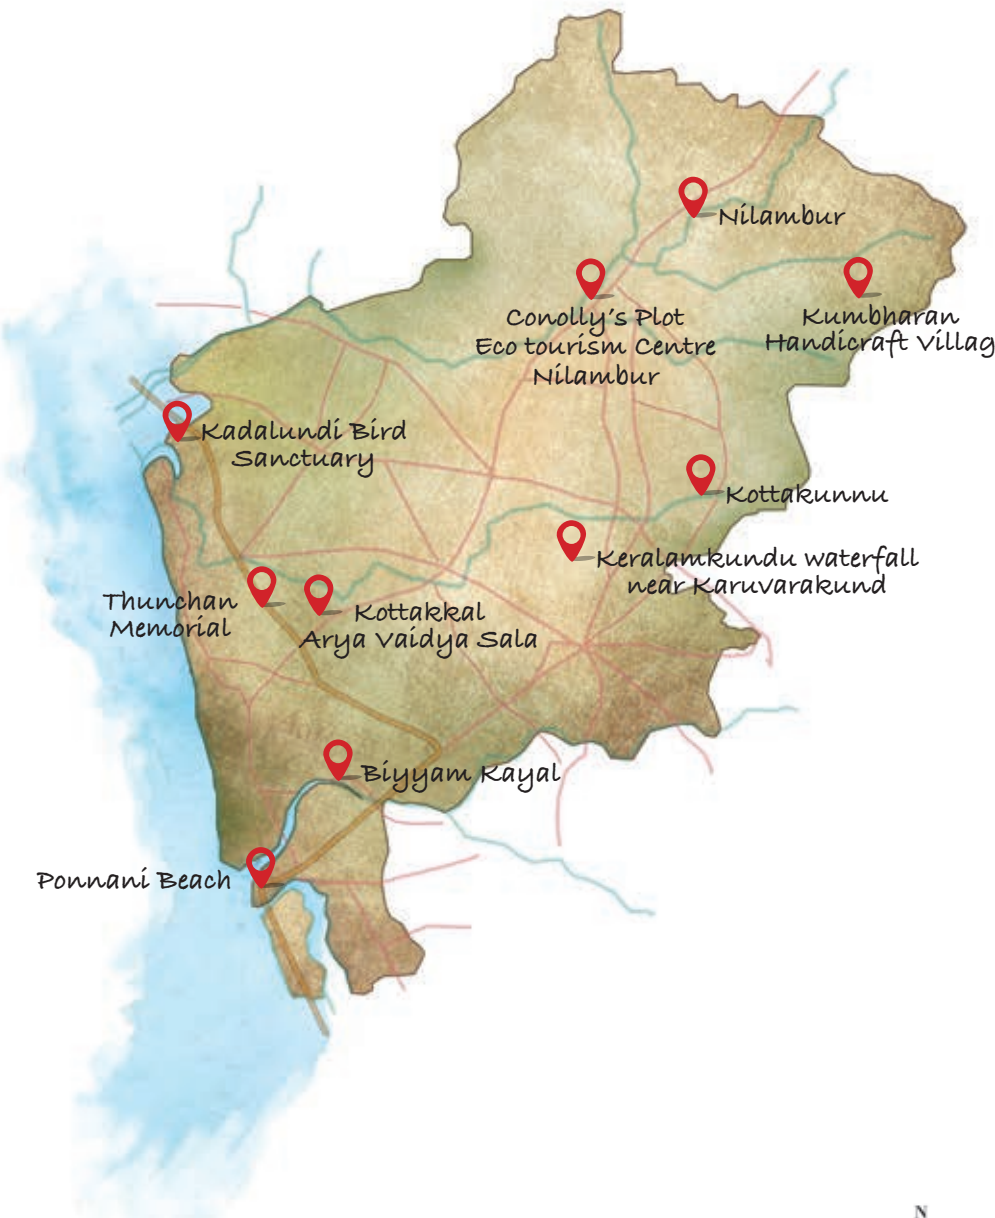 Nilambur
Conolly's Plot
Eco tourism Centre
Nilambur
Kumbharan
Handicraft Villag
Kadalundi Bird
Sanctuary
Kottakunnu
Keralamkundu waterfall
near Karuvarakund
Thunchan
Memorial
Kottakkal
Arya Vaidya Sala
Biyyam Kayal
Ponnani Beach
N